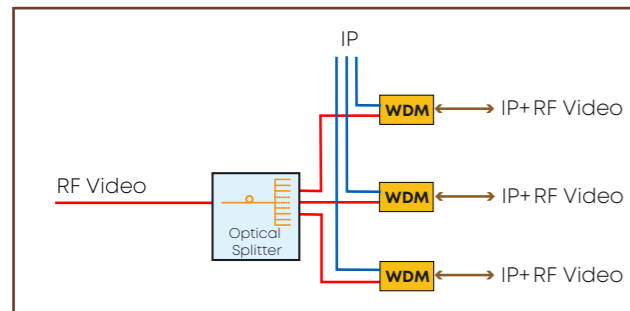 IP
WDM
IP+RF Video
RF Video
WDM
IP+RF Video
Optical
Splitter
WDM
IP+RF Video